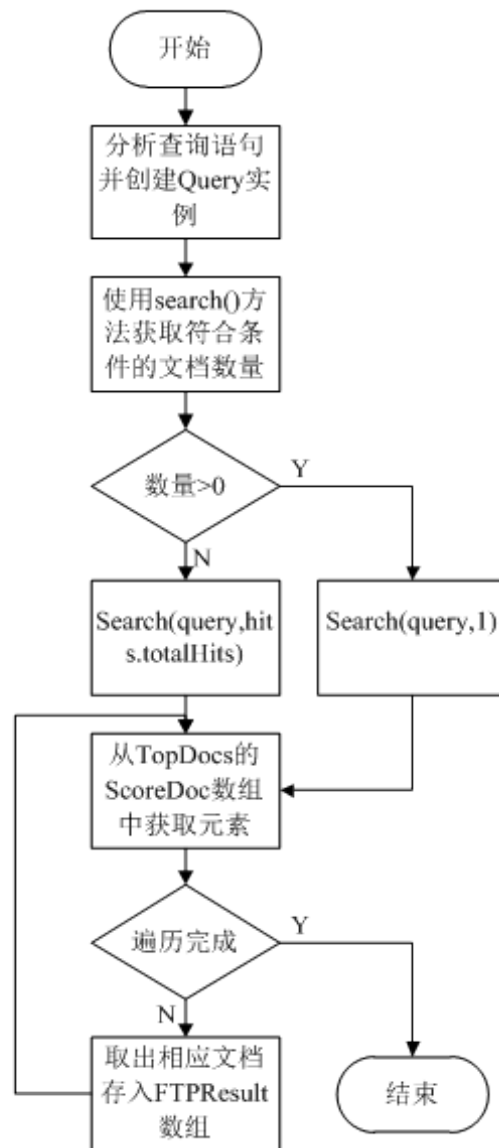 开始
分析查询语句
并创建Query实
例
使用search()方
法获取符合条
件的文档数量
数量>0
Y
N
Search(query,hit
s.totalHits)
Search(query,1)
从TopDocs的
ScoreDoc数组
中获取元素
遍历完成
Y
N
取出相应文档
存入FTPResult
数组
结束